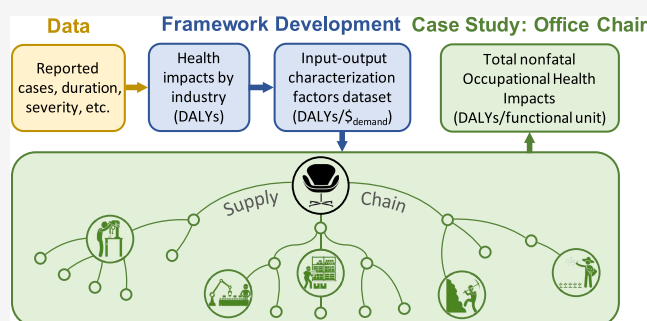 Data
Framework Development
Case Study: Office Chair
Reported
cases, duration,
severity, etc.
Health
impacts by
industry
(DALYs)
Input-output
characterization
factors dataset
(DALYs/$demand)
Total nonfatal
Occupational Health
Impacts
(DALYs/functional unit)
Supply Chain